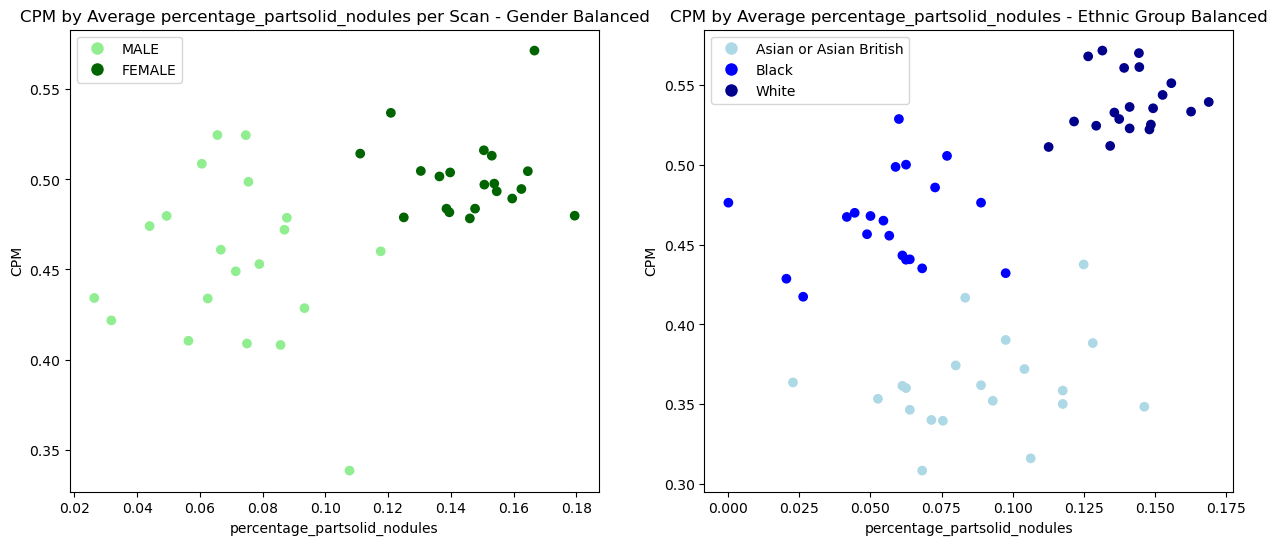 CPM by Average percentage_partsolid_nodules per Scan - Gender Balanced
MALE
FEMALE
CPM
0.55
0.50
0.45
0.40
0.35
0.02 0.04 0.06 0.08 0.10 0.12 0.14 0.16 0.18
percentage_partsolid_nodules
CPM by Average percentage_partsolid_nodules - Ethnic Group Balanced
Asian or Asian British
Black
White
CPM
0.55
0.50
0.45
0.40
0.35
0.30
0.000 0.025 0.050 0.075 0.100 0.125 0.150 0.175
percentage_partsolid_nodules